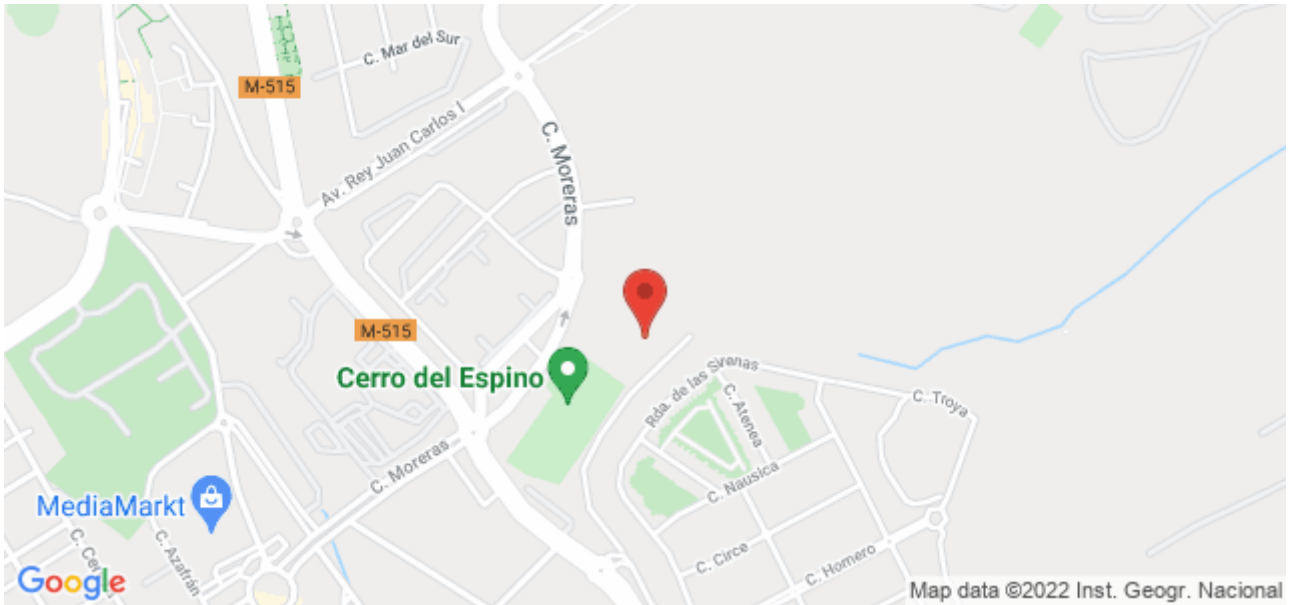 C. Mar del Sur
M-515
Av. Rey Juan Carlos I
C. Moreras
M-515
Cerro del Espino
Rda. de las Sirenas
C. Atenea
C. Troya
C. Moreras
C. Nausica
MediaMarkt
C. Azafrán
C. Circe
C. Homero
Google
Map data ©2022 Inst. Geogr. Nacional